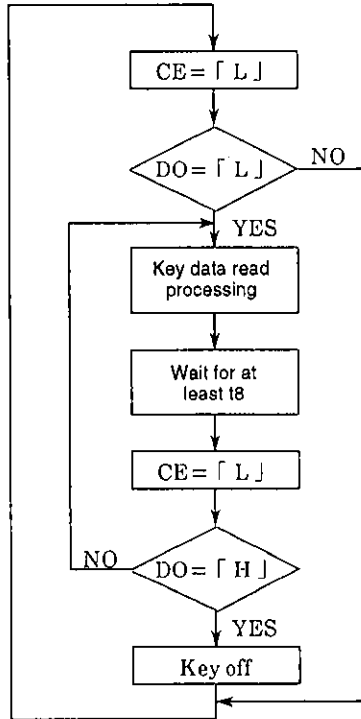 CE=「L」
DO=「L」
NO
YES
Key data read
processing
Wait for at
least t8
CE=「L」
NO
DO=「H」
YES
Key off